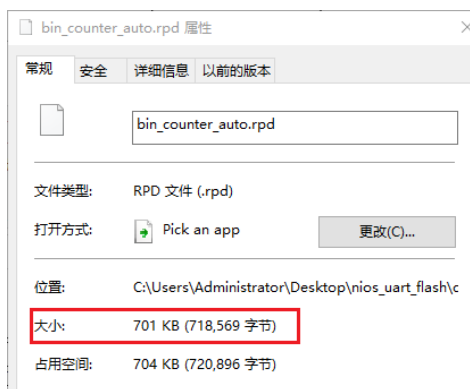 bin_counter_auto.rpd 属性
常规 安全 详细信息 以前的版本
bin_counter_auto.rpd
文件类型: RPD 文件 (.rpd)
打开方式: Pick an app 更改(C)...
位置: C:\Users\Administrator\Desktop\nios_uart_flash\c
大小: 701 KB (718,569 字节)
占用空间: 704 KB (720,896 字节)